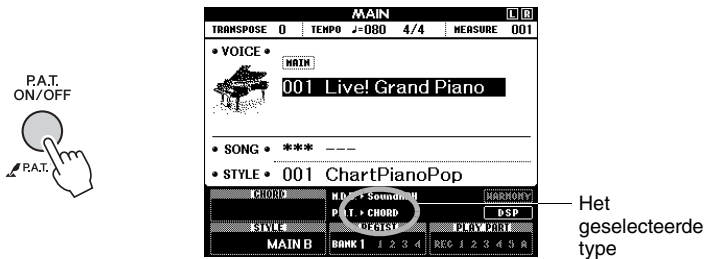 P.A.T.
ON/OFF
P.A.T.
MAIN L R
TRANSPOSE 0 TEMPO ♩=080 4/4 MEASURE 001
• VOICE •
MAIN
001 Live! Grand Piano
• SONG • *** ---
• STYLE • 001 ChartPianoPop
CHORD HARMONY
P.A.T. ▸ CHORD DSP
STYLE REGIST PLAY PART
MAIN B BANK 1 1 2 3 4 REC 1 2 3 4 5 A
Het
geselecteerde
type